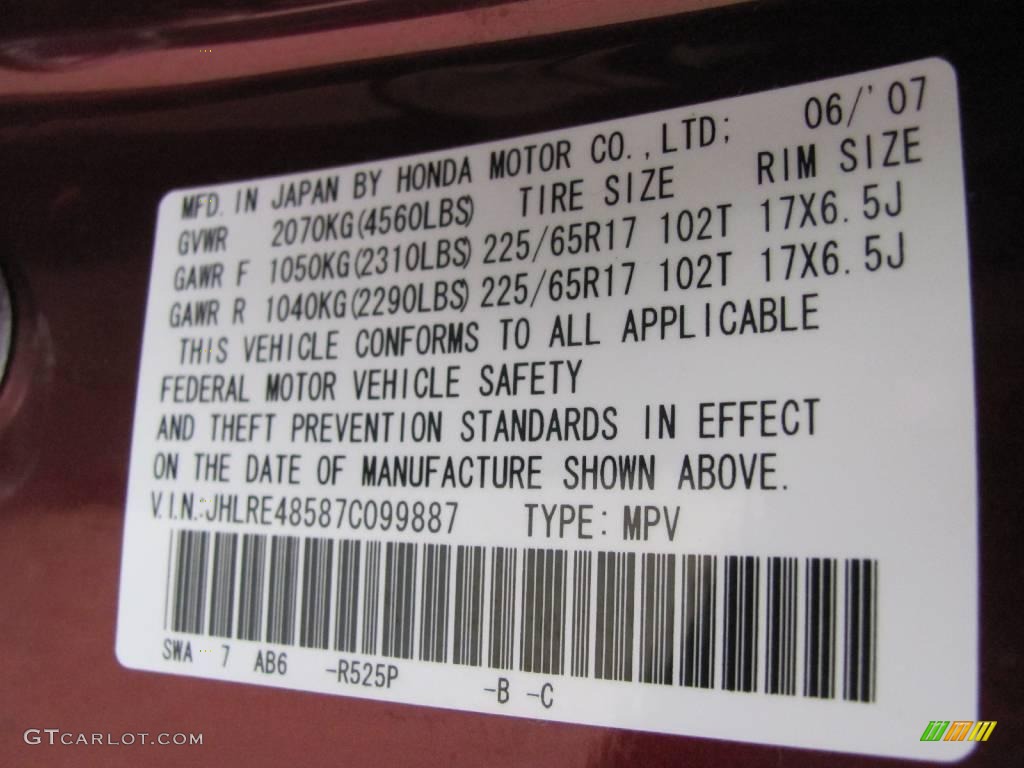 MFD. IN JAPAN BY HONDA MOTOR CO., LTD; 06/'07
GVWR 2070KG(4560LBS) TIRE SIZE RIM SIZE
GAWR F 1050KG(2310LBS) 225/65R17 102T 17X6.5J
GAWR R 1040KG(2290LBS) 225/65R17 102T 17X6.5J
THIS VEHICLE CONFORMS TO ALL APPLICABLE
FEDERAL MOTOR VEHICLE SAFETY
AND THEFT PREVENTION STANDARDS IN EFFECT
ON THE DATE OF MANUFACTURE SHOWN ABOVE.
V.I.N.:JHLRE48587C099887 TYPE: MPV
SWA 7 AB6 -R525P -B -C
GTCARLOT.COM